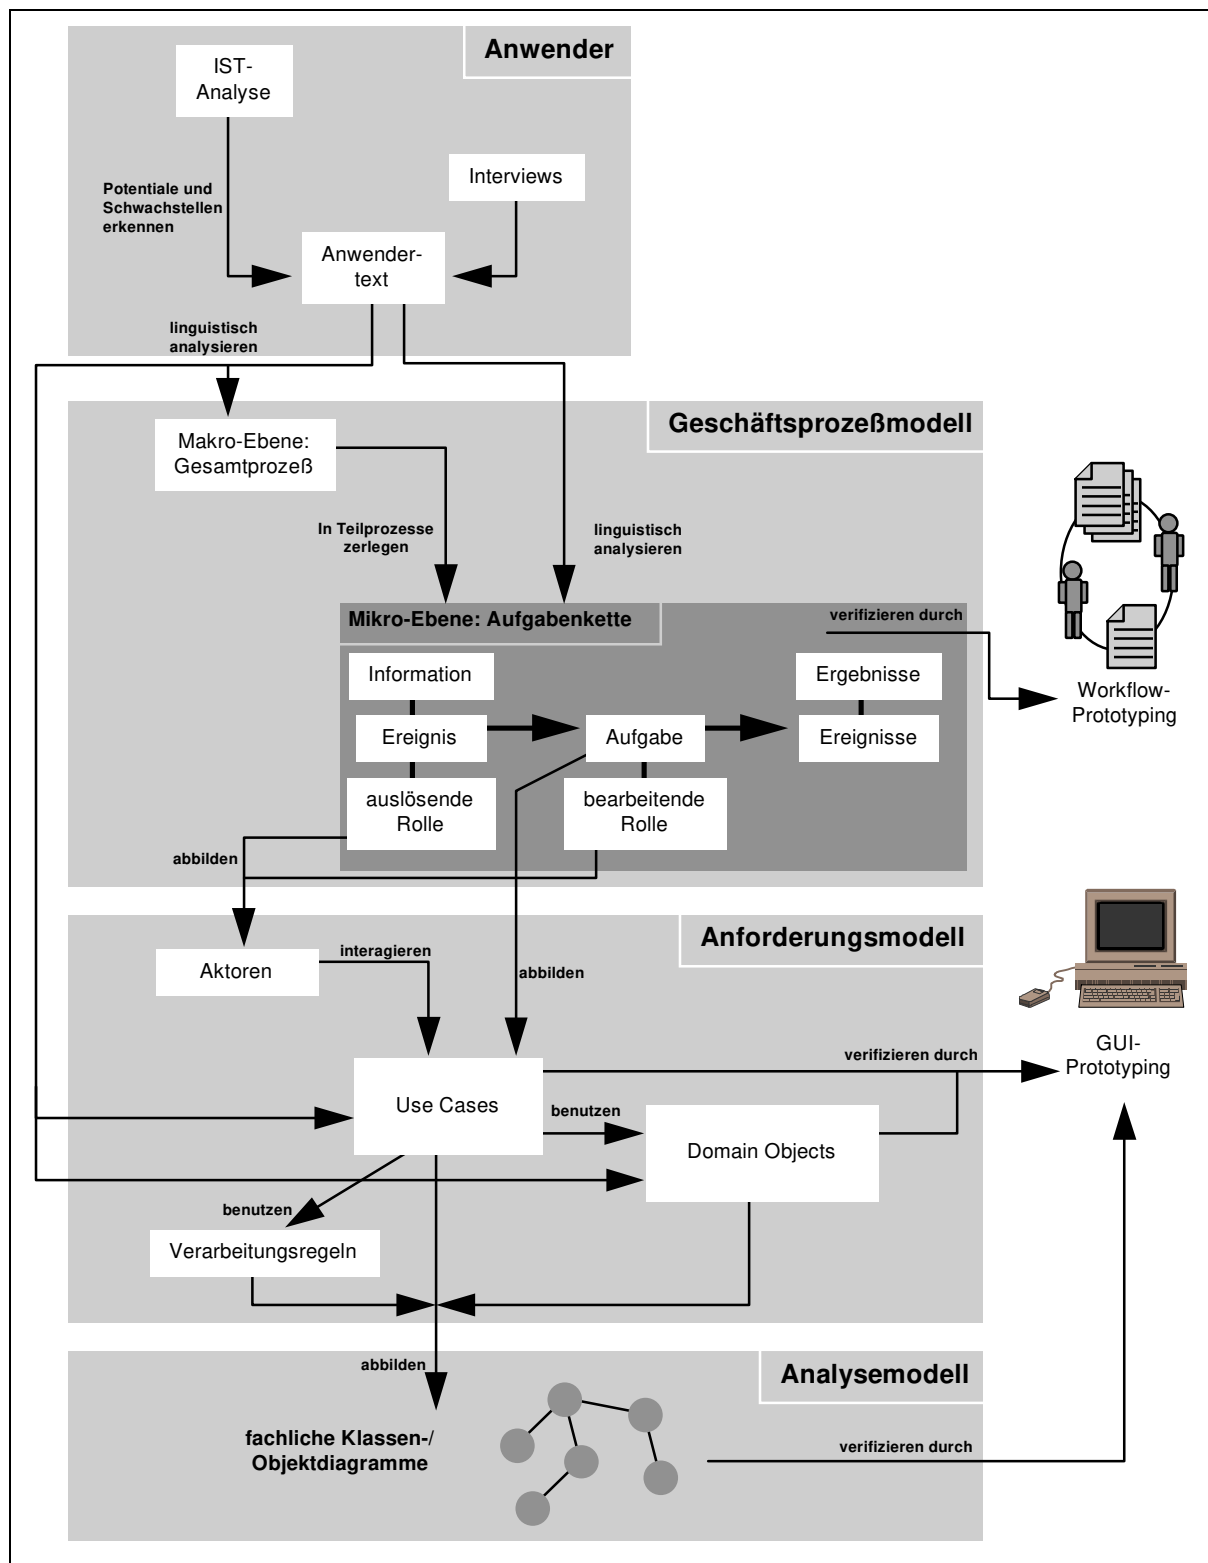 Anwender
IST-
Analyse
Interviews
Potentiale und
Schwachstellen
erkennen
Anwender-
text
linguistisch
analysieren
Geschäftsprozeßmodell
Makro-Ebene:
Gesamtprozeß
In Teilprozesse
zerlegen
linguistisch
analysieren
Mikro-Ebene: Aufgabenkette
verifizieren durch
Information
Ergebnisse
Ereignis
Aufgabe
Ereignisse
auslösende
Rolle
bearbeitende
Rolle
Workflow-
Prototyping
abbilden
Anforderungsmodell
Aktoren
interagieren
abbilden
verifizieren durch
GUI-
Prototyping
Use Cases
benutzen
Domain Objects
benutzen
Verarbeitungsregeln
abbilden
Analysemodell
fachliche Klassen-/
Objektdiagramme
verifizieren durch